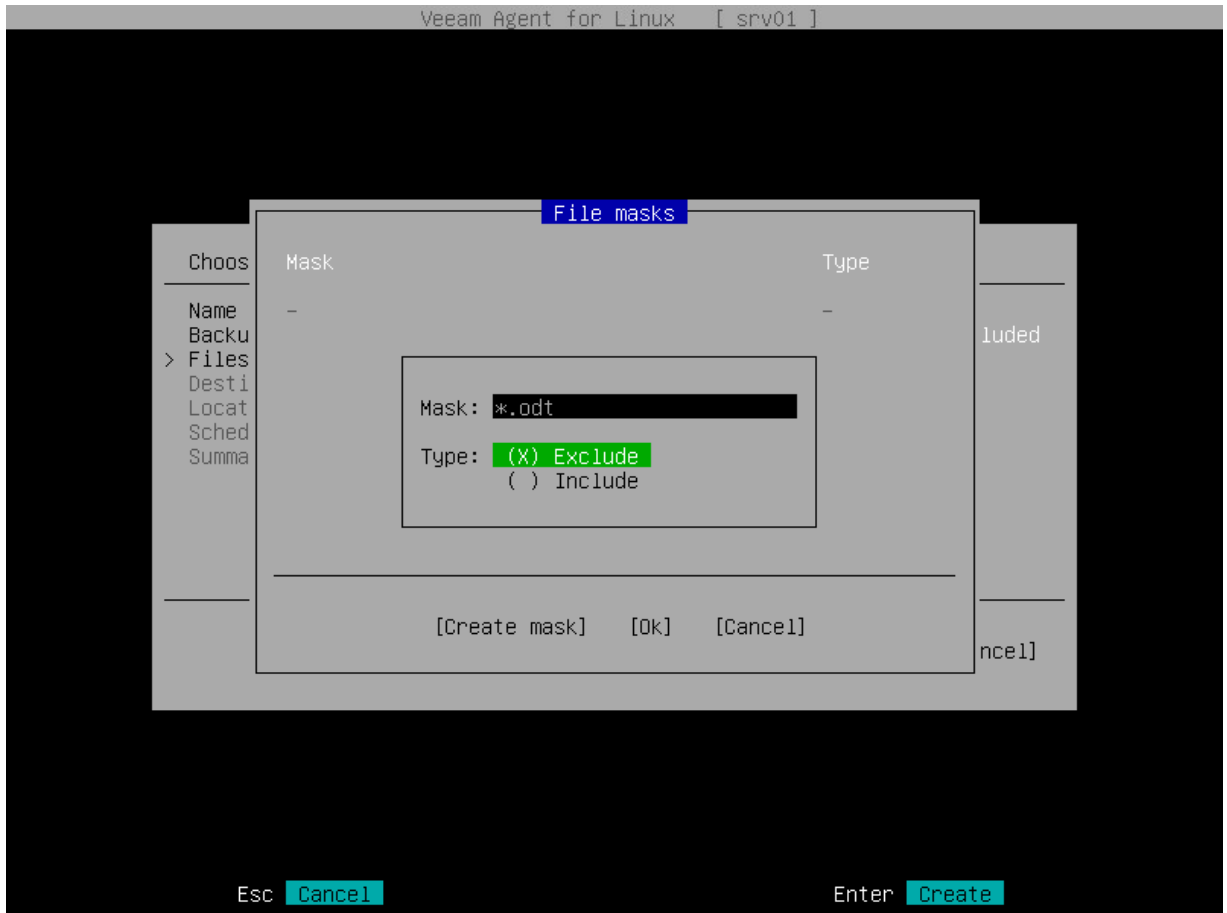 Veeam Agent for Linux [ srv01 ]
File masks
Choos
Mask Type
Name - -
Backu luded
> Files
Desti
Locat
Sched
Summa
Mask: *.odt
Type: (X) Exclude
( ) Include
[Create mask] [Ok] [Cancel]
ncel]
Esc Cancel Enter Create